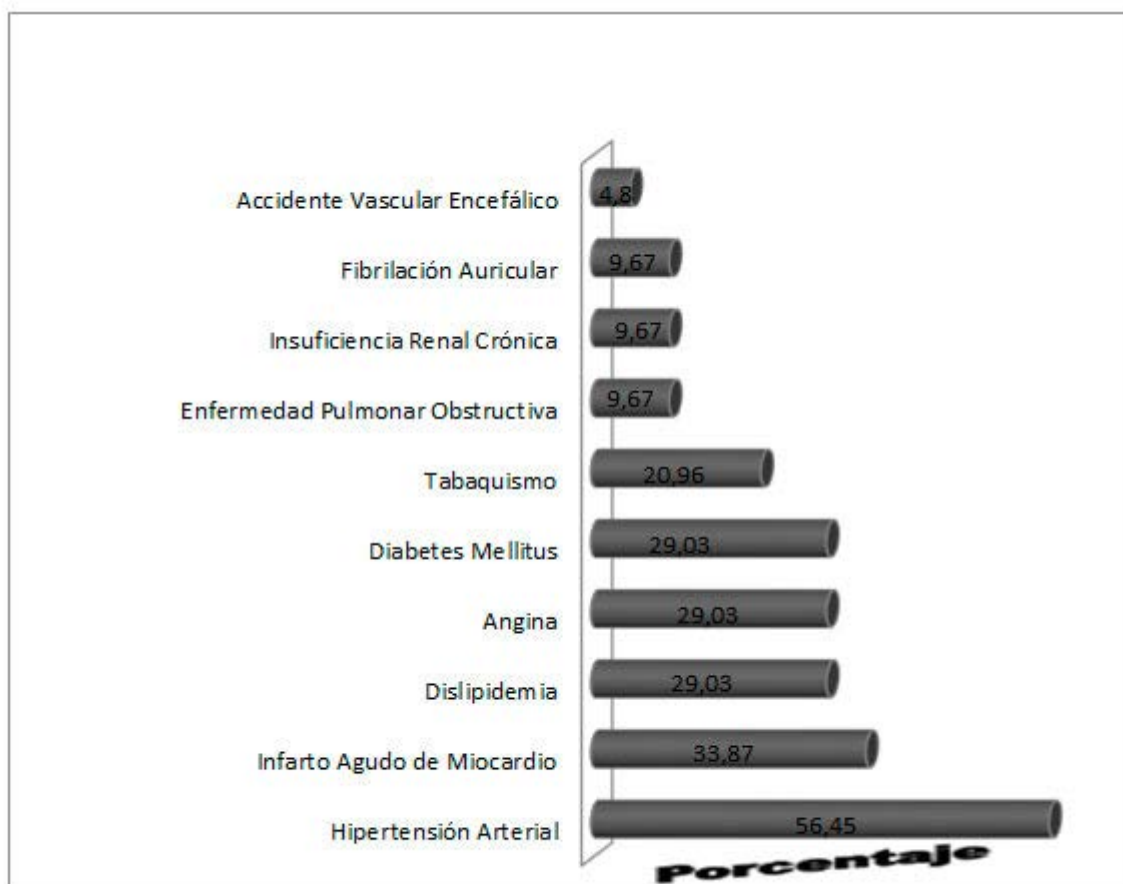 Accidente Vascular Encefálico 4,8
Fibrilación Auricular 9,67
Insuficiencia Renal Crónica 9,67
Enfermedad Pulmonar Obstructiva 9,67
Tabaquismo 20,96
Diabetes Mellitus 29,03
Angina 29,03
Dislipidemia 29,03
Infarto Agudo de Miocardio 33,87
Hipertensión Arterial 56,45
Porcentaje